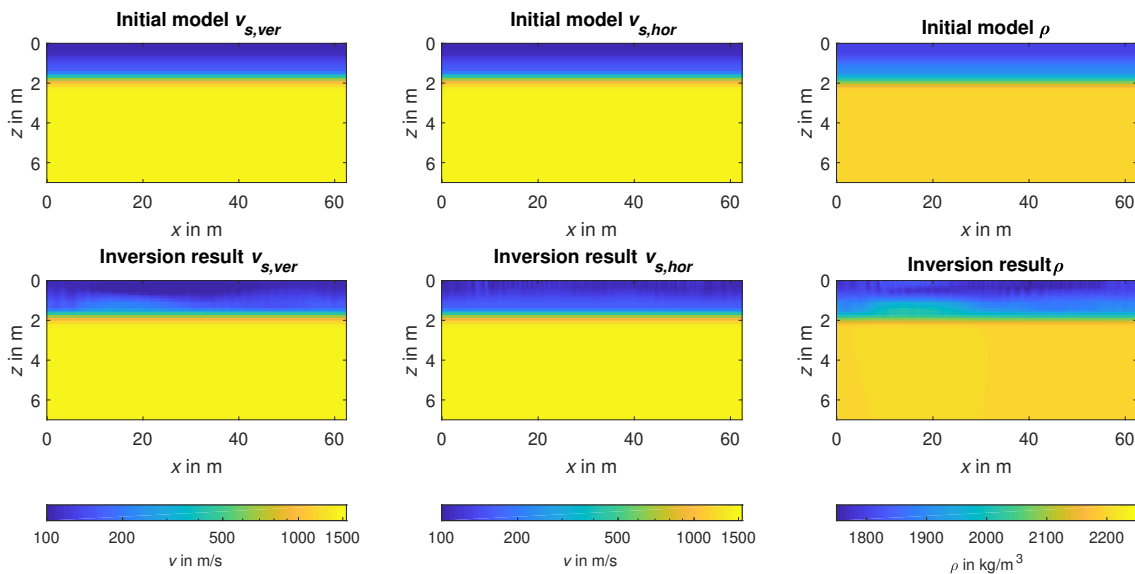 Initial model v s,ver
Initial model v s,hor
Initial model ρ
0
2
4
6
z in m
0 20 40 60
x in m
0
2
4
6
z in m
0 20 40 60
x in m
0
2
4
6
z in m
0 20 40 60
x in m
Inversion result v s,ver
Inversion result v s,hor
Inversion result ρ
0
2
4
6
z in m
0 20 40 60
x in m
0
2
4
6
z in m
0 20 40 60
x in m
0
2
4
6
z in m
0 20 40 60
x in m
100 200 500 1000 1500
v in m/s
100 200 500 1000 1500
v in m/s
1800 1900 2000 2100 2200
ρ in kg/m³